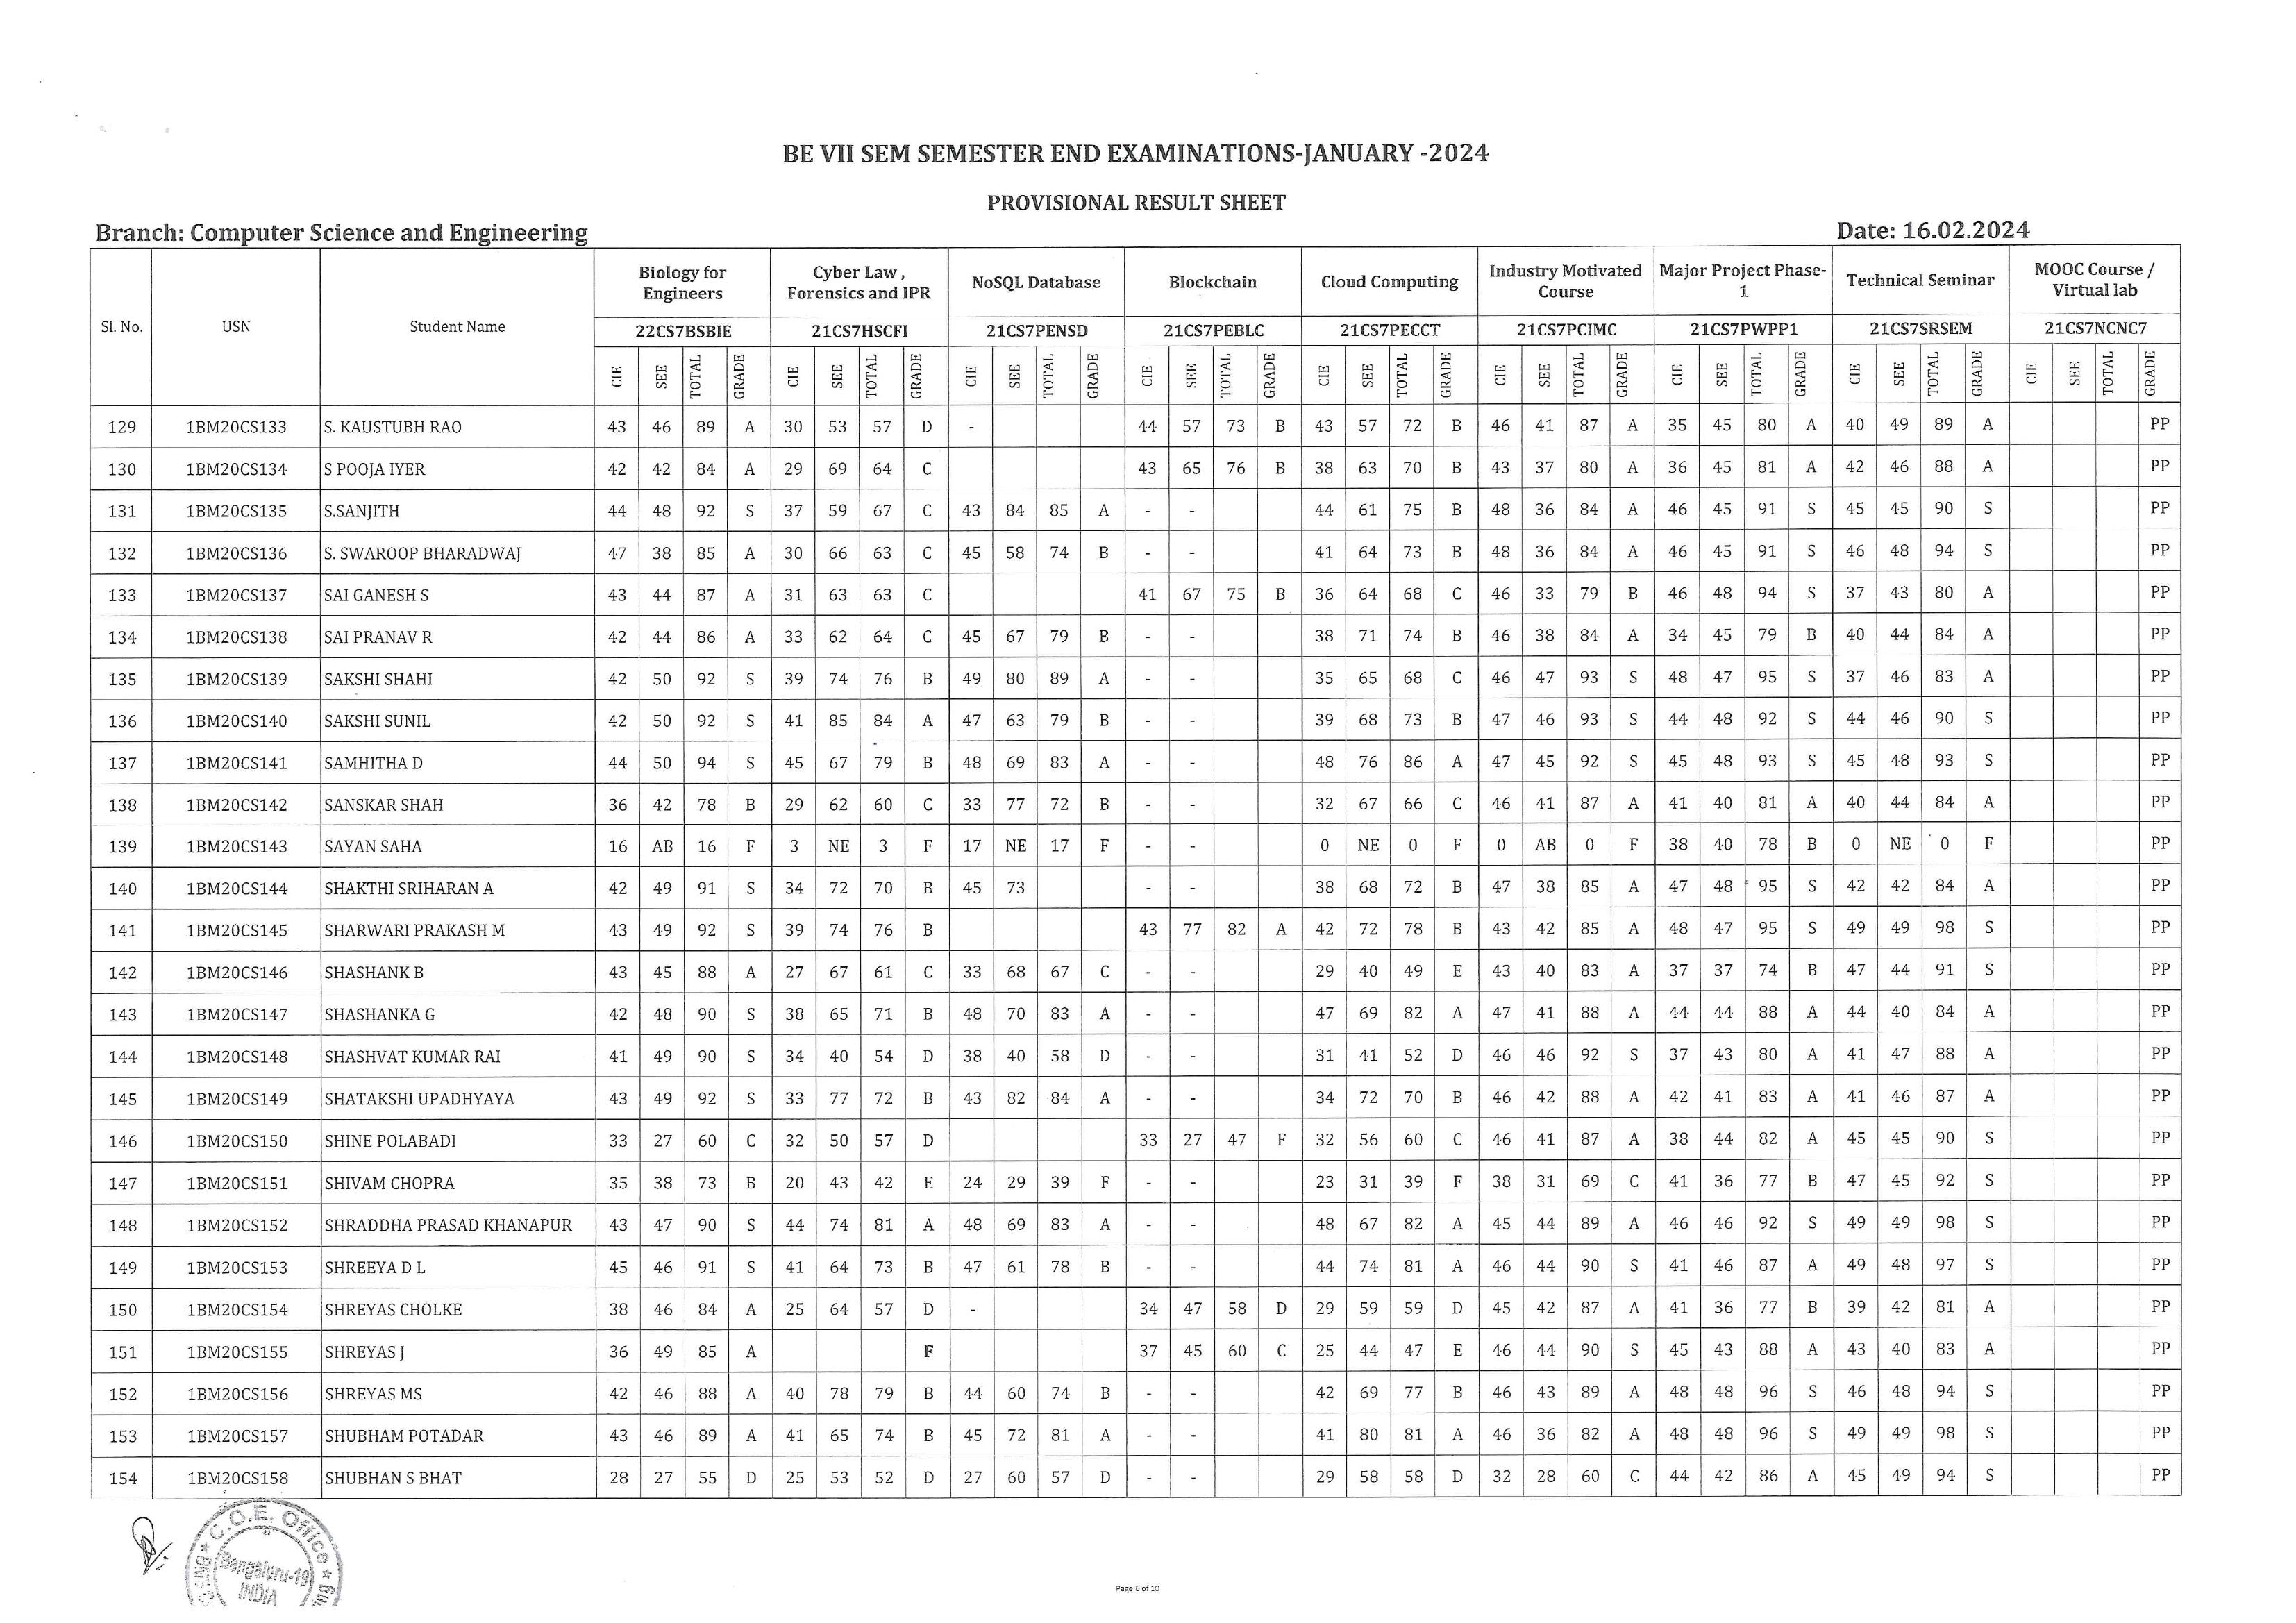 BE VII SEM SEMESTER END EXAMINATIONS-JANUARY -2024
PROVISIONAL RESULT SHEET
Branch: Computer Science and Engineering Date: 16.02.2024
Sl. No. USN Student Name Biology for Engineers Cyber Law , Forensics and IPR NoSQL Database Blockchain Cloud Computing Industry Motivated Course Major Project Phase-1 Technical Seminar MOOC Course / Virtual lab
22CS7BSBIE 21CS7HSCFI 21CS7PENSD 21CS7PEBLC 21CS7PECCT 21CS7PCIMC 21CS7PWPP1 21CS7SRSEM 21CS7NCNC7
CIE SEE TOTAL GRADE CIE SEE TOTAL GRADE CIE SEE TOTAL GRADE CIE SEE TOTAL GRADE CIE SEE TOTAL GRADE CIE SEE TOTAL GRADE CIE SEE TOTAL GRADE CIE SEE TOTAL GRADE CIE SEE TOTAL GRADE
129 1BM20CS133 S. KAUSTUBH RAO 43 46 89 A 30 53 57 D - 44 57 73 B 43 57 72 B 46 41 87 A 35 45 80 A 40 49 89 A PP
130 1BM20CS134 S POOJA IYER 42 42 84 A 29 69 64 C 43 65 76 B 38 63 70 B 43 37 80 A 36 45 81 A 42 46 88 A PP
131 1BM20CS135 S.SANJITH 44 48 92 S 37 59 67 C 43 84 85 A - - 44 61 75 B 48 36 84 A 46 45 91 S 45 45 90 S PP
132 1BM20CS136 S. SWAROOP BHARADWAJ 47 38 85 A 30 66 63 C 45 58 74 B - - 41 64 73 B 48 36 84 A 46 45 91 S 46 48 94 S PP
133 1BM20CS137 SAI GANESH S 43 44 87 A 31 63 63 C 41 67 75 B 36 64 68 C 46 33 79 B 46 48 94 S 37 43 80 A PP
134 1BM20CS138 SAI PRANAV R 42 44 86 A 33 62 64 C 45 67 79 B - - 38 71 74 B 46 38 84 A 34 45 79 B 40 44 84 A PP
135 1BM20CS139 SAKSHI SHAHI 42 50 92 S 39 74 76 B 49 80 89 A - - 35 65 68 C 46 47 93 S 48 47 95 S 37 46 83 A PP
136 1BM20CS140 SAKSHI SUNIL 42 50 92 S 41 85 84 A 47 63 79 B - - 39 68 73 B 47 46 93 S 44 48 92 S 44 46 90 S PP
137 1BM20CS141 SAMHITHA D 44 50 94 S 45 67 79 B 48 69 83 A - - 48 76 86 A 47 45 92 S 45 48 93 S 45 48 93 S PP
138 1BM20CS142 SANSKAR SHAH 36 42 78 B 29 62 60 C 33 77 72 B - - 32 67 66 C 46 41 87 A 41 40 81 A 40 44 84 A PP
139 1BM20CS143 SAYAN SAHA 16 AB 16 F 3 NE 3 F 17 NE 17 F - - 0 NE 0 F 0 AB 0 F 38 40 78 B 0 NE 0 F PP
140 1BM20CS144 SHAKTHI SRIHARAN A 42 49 91 S 34 72 70 B 45 73 - - 38 68 72 B 47 38 85 A 47 48 95 S 42 42 84 A PP
141 1BM20CS145 SHARWARI PRAKASH M 43 49 92 S 39 74 76 B 43 77 82 A 42 72 78 B 43 42 85 A 48 47 95 S 49 49 98 S PP
142 1BM20CS146 SHASHANK B 43 45 88 A 27 67 61 C 33 68 67 C - - 29 40 49 E 43 40 83 A 37 37 74 B 47 44 91 S PP
143 1BM20CS147 SHASHANKA G 42 48 90 S 38 65 71 B 48 70 83 A - - 47 69 82 A 47 41 88 A 44 44 88 A 44 40 84 A PP
144 1BM20CS148 SHASHVAT KUMAR RAI 41 49 90 S 34 40 54 D 38 40 58 D - - 31 41 52 D 46 46 92 S 37 43 80 A 41 47 88 A PP
145 1BM20CS149 SHATAKSHI UPADHYAYA 43 49 92 S 33 77 72 B 43 82 84 A - - 34 72 70 B 46 42 88 A 42 41 83 A 41 46 87 A PP
146 1BM20CS150 SHINE POLABADI 33 27 60 C 32 50 57 D 33 27 47 F 32 56 60 C 46 41 87 A 38 44 82 A 45 45 90 S PP
147 1BM20CS151 SHIVAM CHOPRA 35 38 73 B 20 43 42 E 24 29 39 F - - 23 31 39 F 38 31 69 C 41 36 77 B 47 45 92 S PP
148 1BM20CS152 SHRADDHA PRASAD KHANAPUR 43 47 90 S 44 74 81 A 48 69 83 A - - 48 67 82 A 45 44 89 A 46 46 92 S 49 49 98 S PP
149 1BM20CS153 SHREEYA D L 45 46 91 S 41 64 73 B 47 61 78 B - - 44 74 81 A 46 44 90 S 41 46 87 A 49 48 97 S PP
150 1BM20CS154 SHREYAS CHOLKE 38 46 84 A 25 64 57 D - 34 47 58 D 29 59 59 D 45 42 87 A 41 36 77 B 39 42 81 A PP
151 1BM20CS155 SHREYAS J 36 49 85 A F 37 45 60 C 25 44 47 E 46 44 90 S 45 43 88 A 43 40 83 A PP
152 1BM20CS156 SHREYAS MS 42 46 88 A 40 78 79 B 44 60 74 B - - 42 69 77 B 46 43 89 A 48 48 96 S 46 48 94 S PP
153 1BM20CS157 SHUBHAM POTADAR 43 46 89 A 41 65 74 B 45 72 81 A - - 41 80 81 A 46 36 82 A 48 48 96 S 49 49 98 S PP
154 1BM20CS158 SHUBHAN S BHAT 28 27 55 D 25 53 52 D 27 60 57 D - - 29 58 58 D 32 28 60 C 44 42 86 A 45 49 94 S PP
C.O.E. Office
Bengaluru-19
INDIA
Page 6 of 10